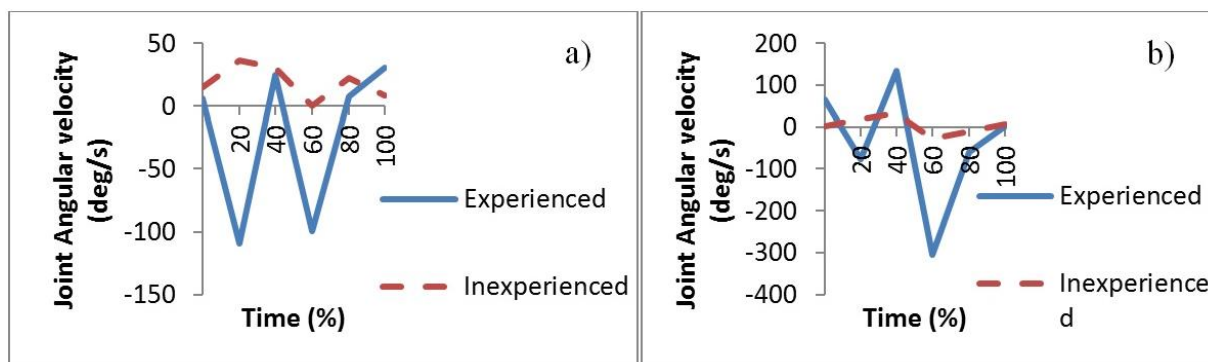 a)
Joint Angular velocity
(deg/s)
50
0
-50
-100
-150
20
40
60
80
100
Experienced
Inexperienced
Time (%)
b)
Joint Angular velocity
(deg/s)
200
100
0
-100
-200
-300
-400
20
40
60
80
100
Experienced
Inexperience
d
Time (%)